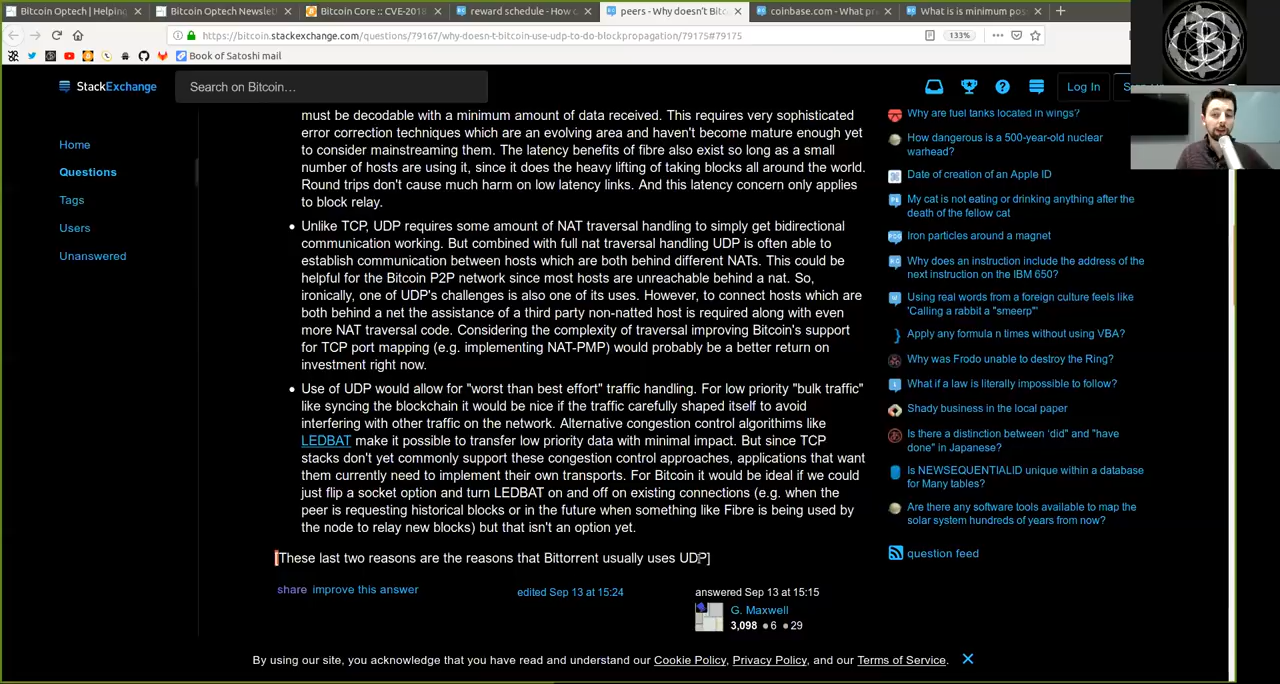 Bitcoin Optech | Helping
Bitcoin Optech Newslet
Bitcoin Core :: CVE-2018
reward schedule - How c
peers - Why doesn't Bitc
coinbase.com - What pre
What is minimum pos
https://bitcoin.stackexchange.com/questions/79167/why-doesn-t-bitcoin-use-udp-to-do-blockpropagation/79175#79175
133%
Book of Satoshi mail
StackExchange
Search on Bitcoin…
Log In
Home
Questions
Tags
Users
Unanswered
must be decodable with a minimum amount of data received. This requires very sophisticated
error correction techniques which are an evolving area and haven't become mature enough yet
to consider mainstreaming them. The latency benefits of fibre also exist so long as a small
number of hosts are using it, since it does the heavy lifting of taking blocks all around the world.
Round trips don't cause much harm on low latency links. And this latency concern only applies
to block relay.
Unlike TCP, UDP requires some amount of NAT traversal handling to simply get bidirectional
communication working. But combined with full nat traversal handling UDP is often able to
establish communication between hosts which are both behind different NATs. This could be
helpful for the Bitcoin P2P network since most hosts are unreachable behind a nat. So,
ironically, one of UDP's challenges is also one of its uses. However, to connect hosts which are
both behind a net the assistance of a third party non-natted host is required along with even
more NAT traversal code. Considering the complexity of traversal improving Bitcoin's support
for TCP port mapping (e.g. implementing NAT-PMP) would probably be a better return on
investment right now.
Use of UDP would allow for "worst than best effort" traffic handling. For low priority "bulk traffic"
like syncing the blockchain it would be nice if the traffic carefully shaped itself to avoid
interfering with other traffic on the network. Alternative congestion control algorithims like
LEDBAT make it possible to transfer low priority data with minimal impact. But since TCP
stacks don't yet commonly support these congestion control approaches, applications that want
them currently need to implement their own transports. For Bitcoin it would be ideal if we could
just flip a socket option and turn LEDBAT on and off on existing connections (e.g. when the
peer is requesting historical blocks or in the future when something like Fibre is being used by
the node to relay new blocks) but that isn't an option yet.
[These last two reasons are the reasons that Bittorrent usually uses UDP]
share improve this answer
edited Sep 13 at 15:24
answered Sep 13 at 15:15
G. Maxwell
3,098 ●6 ●29
Why are fuel tanks located in wings?
How dangerous is a 500-year-old nuclear
warhead?
Date of creation of an Apple ID
My cat is not eating or drinking anything after the
death of the fellow cat
Iron particles around a magnet
Why does an instruction include the address of the
next instruction on the IBM 650?
Using real words from a foreign culture feels like
'Calling a rabbit a "smeerp"'
Apply any formula n times without using VBA?
Why was Frodo unable to destroy the Ring?
What if a law is literally impossible to follow?
Shady business in the local paper
Is there a distinction between 'did" and "have
done" in Japanese?
Is NEWSEQUENTIALID unique within a database
for Many tables?
Are there any software tools available to map the
solar system hundreds of years from now?
question feed
By using our site, you acknowledge that you have read and understand our Cookie Policy, Privacy Policy, and our Terms of Service.